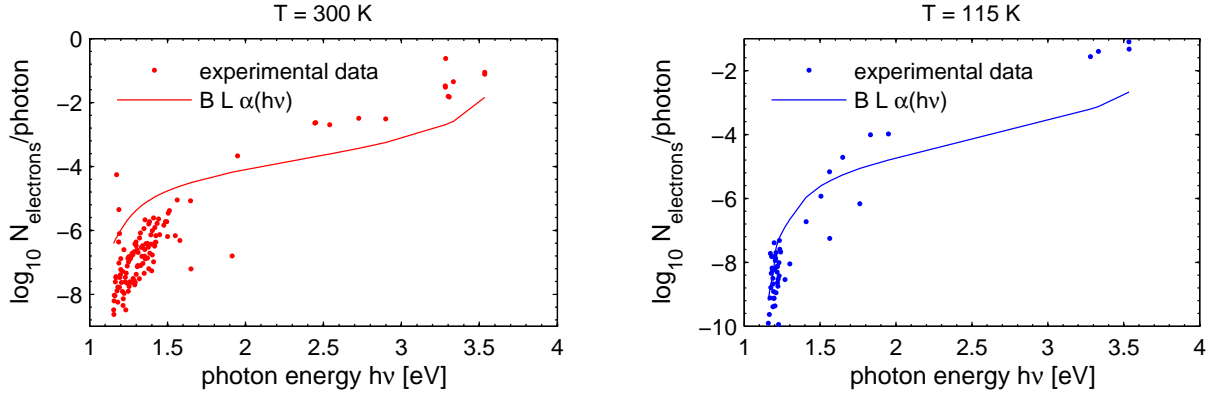 T = 300 K
0
−2
−4
−6
−8
log10 Nelectrons/photon
experimental data
B L α(hν)
1
1.5
2
2.5
3
3.5
4
photon energy hν [eV]
T = 115 K
−2
−4
−6
−8
−10
log10 Nelectrons/photon
experimental data
B L α(hν)
1
1.5
2
2.5
3
3.5
4
photon energy hν [eV]